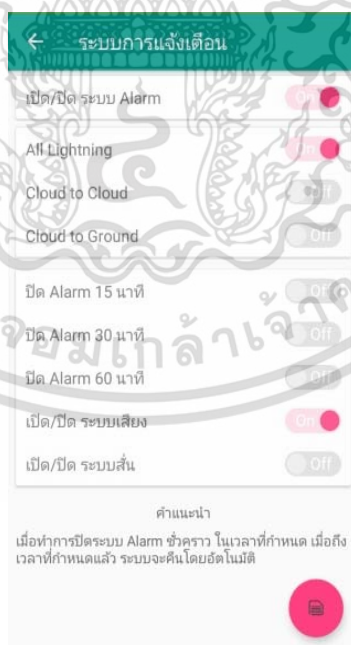 ระบบการแจ้งเตือน
เปิด/ปิด ระบบ Alarm On
All Lightning On
Cloud to Cloud Off
Cloud to Ground Off
ปิด Alarm 15 นาที Off
ปิด Alarm 30 นาที Off
ปิด Alarm 60 นาที Off
เปิด/ปิด ระบบเสียง On
เปิด/ปิด ระบบสั่น Off
คำแนะนำ
เมื่อทำการปิดระบบ Alarm ชั่วคราว ในเวลาที่กำหนด เมื่อถึง
เวลาที่กำหนดแล้ว ระบบจะคืนโดยอัตโนมัติ